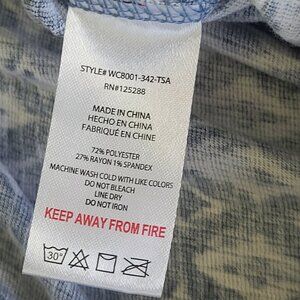 STYLE# WC8001-342-TSA
RN#125288
MADE IN CHINA
HECHO EN CHINA
FABRIQUÉ EN CHINE
72% POLYESTER
27% RAYON 1% SPANDEX
MACHINE WASH COLD WITH LIKE COLORS
DO NOT BLEACH
LINE DRY
DO NOT IRON
KEEP AWAY FROM FIRE
30°